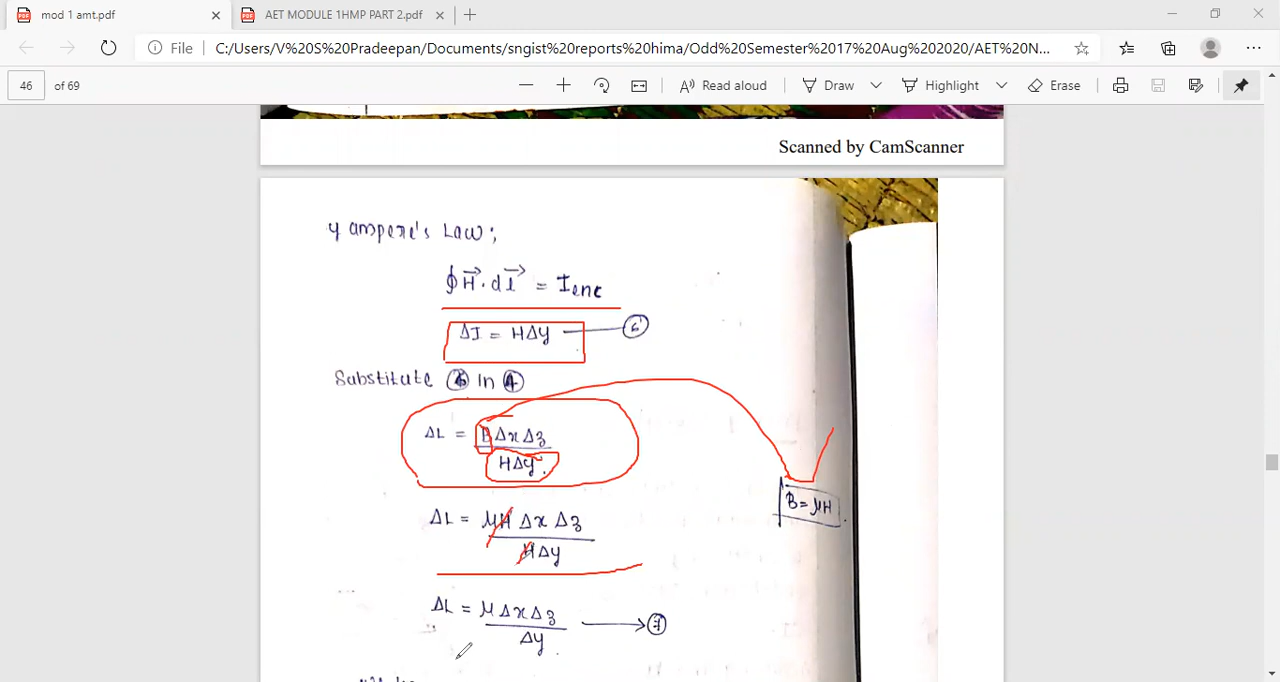 mod 1 amt.pdf
AET MODULE 1HMP PART 2.pdf
File
C:/Users/V%20S%20Pradeepan/Documents/sngist%20reports%20hima/Odd%20Semester%2017%20Aug%202020/AET%20N...
46 of 69
Read aloud
Draw
Highlight
Erase
Scanned by CamScanner
y ampere's Law;
∮H⃗.dl⃗ = Ienc
ΔI = HΔy — 6
Substitute 6 In 4
ΔL = BΔxΔz
HΔy.
ΔL = μH Δx Δz
HΔy
B = μH
ΔL = μΔxΔz → 7
Δy